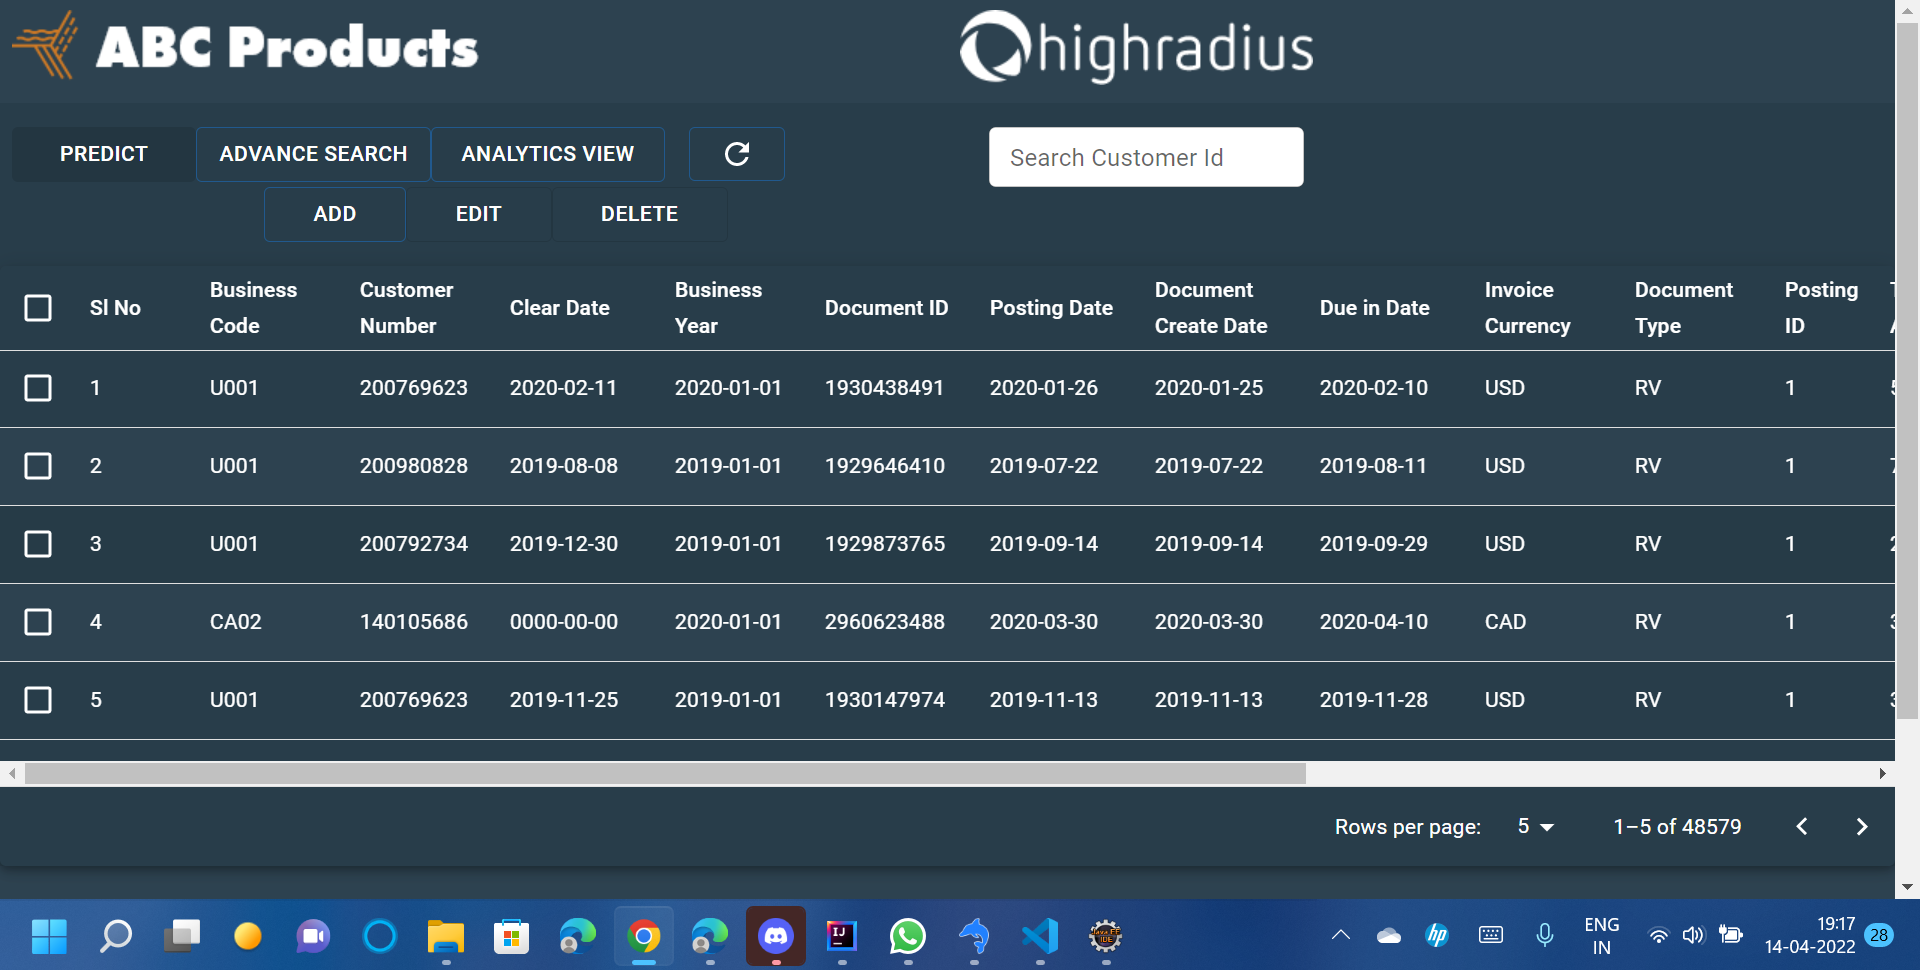 ABC Products
highradius
PREDICT ADVANCE SEARCH ANALYTICS VIEW Search Customer Id
ADD EDIT DELETE
Sl No Business Code Customer Number Clear Date Business Year Document ID Posting Date Document Create Date Due in Date Invoice Currency Document Type Posting ID
1 U001 200769623 2020-02-11 2020-01-01 1930438491 2020-01-26 2020-01-25 2020-02-10 USD RV 1
2 U001 200980828 2019-08-08 2019-01-01 1929646410 2019-07-22 2019-07-22 2019-08-11 USD RV 1
3 U001 200792734 2019-12-30 2019-01-01 1929873765 2019-09-14 2019-09-14 2019-09-29 USD RV 1
4 CA02 140105686 0000-00-00 2020-01-01 2960623488 2020-03-30 2020-03-30 2020-04-10 CAD RV 1
5 U001 200769623 2019-11-25 2019-01-01 1930147974 2019-11-13 2019-11-13 2019-11-28 USD RV 1
Rows per page: 5 1–5 of 48579
IJ
Java EE
IDE
hp
ENG
IN
19:17
14-04-2022
28